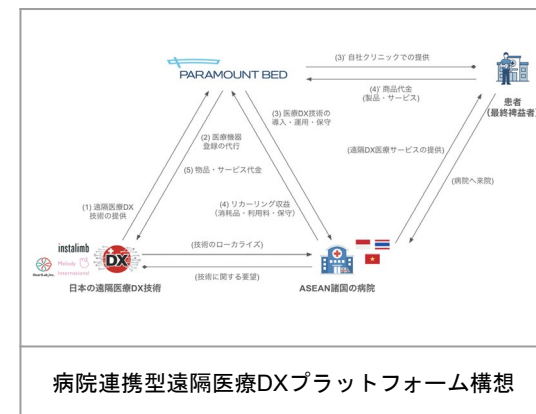 PARAMOUNT BED
(3)' 自社クリニックでの提供
(4)' 商品代金
(製品・サービス)
患者
(最終裨益者)
(3) 医療DX技術の
導入・運用・保守
(2) 医療機器
登録の代行
(遠隔DX医療サービスの提供)
(5) 物品・サービス代金
(病院へ来院)
(1) 遠隔医療DX
技術の提供
(4) リカーリング収益
(消耗品・利用料・保守)
instalimb
Melody
International
HeartLab,Inc.
DX
(技術のローカライズ)
(技術に関する要望)
日本の遠隔医療DX技術
ASEAN諸国の病院
病院連携型遠隔医療DXプラットフォーム構想